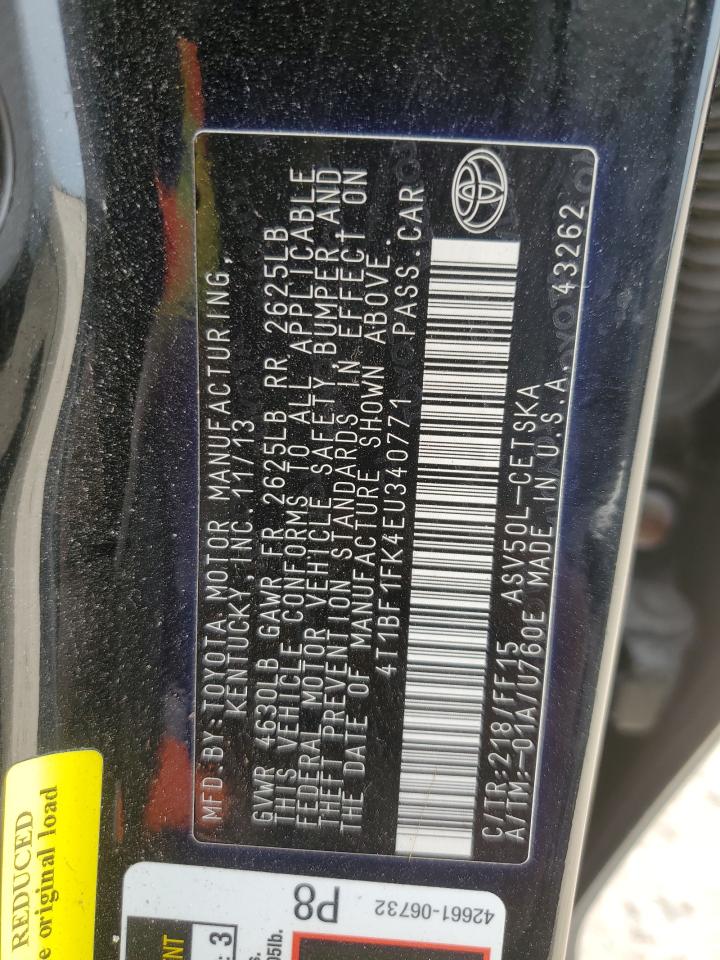 MFD. BY: TOYOTA MOTOR MANUFACTURING,
KENTUCKY, INC. 11/13
GVWR 4630LB GAWR FR 2625LB RR 2625LB
THIS VEHICLE CONFORMS TO ALL APPLICABLE
FEDERAL MOTOR VEHICLE SAFETY, BUMPER, AND
THEFT PREVENTION STANDARDS IN EFFECT ON
THE DATE OF MANUFACTURE SHOWN ABOVE.
4T1BF1FK4EU340771 PASS. CAR
C/TR: 218/FF15 ASV50L-CETSKA
A/TM: -01A/U760E MADE IN U.S.A. 43262
REDUCED
original load
P8
42661-06732
3